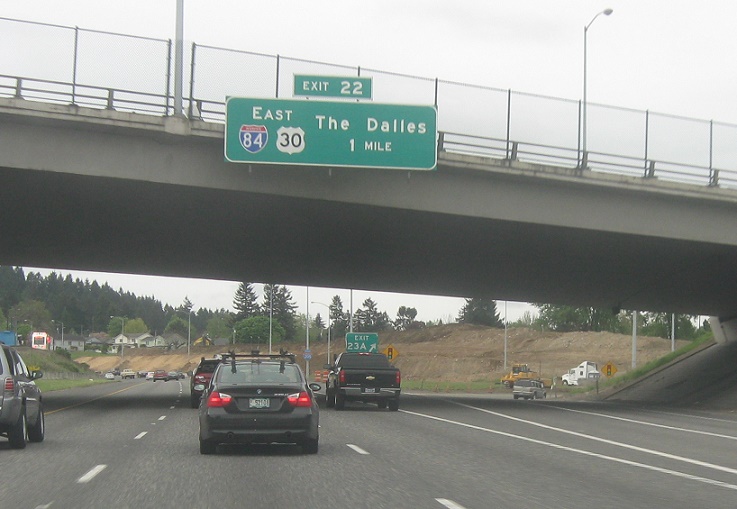 EXIT 22
EAST The Dalles
84 30 1 MILE
EXIT
23A